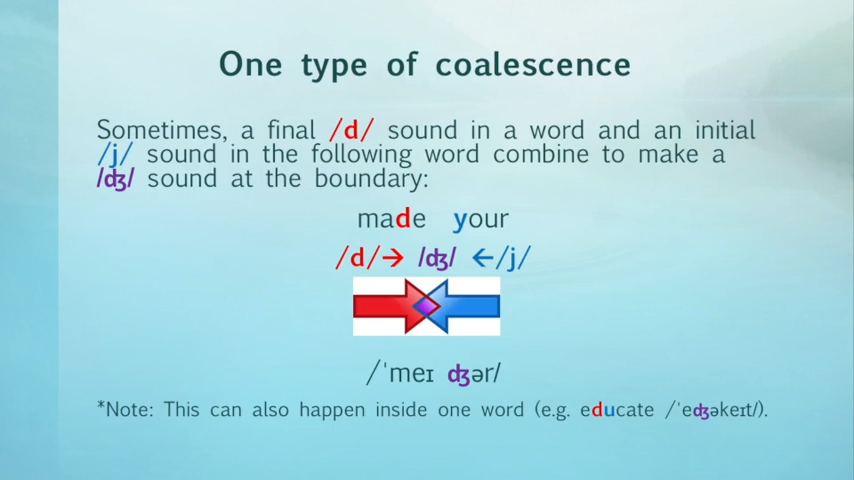 One type of coalescence
Sometimes, a final /d/ sound in a word and an initial
/j/ sound in the following word combine to make a
/ʤ/ sound at the boundary:
made your
/d/→ /ʤ/ ←/j/
/ˈmeɪ ʤər/
*Note: This can also happen inside one word (e.g. educate /ˈeʤəkeɪt/).